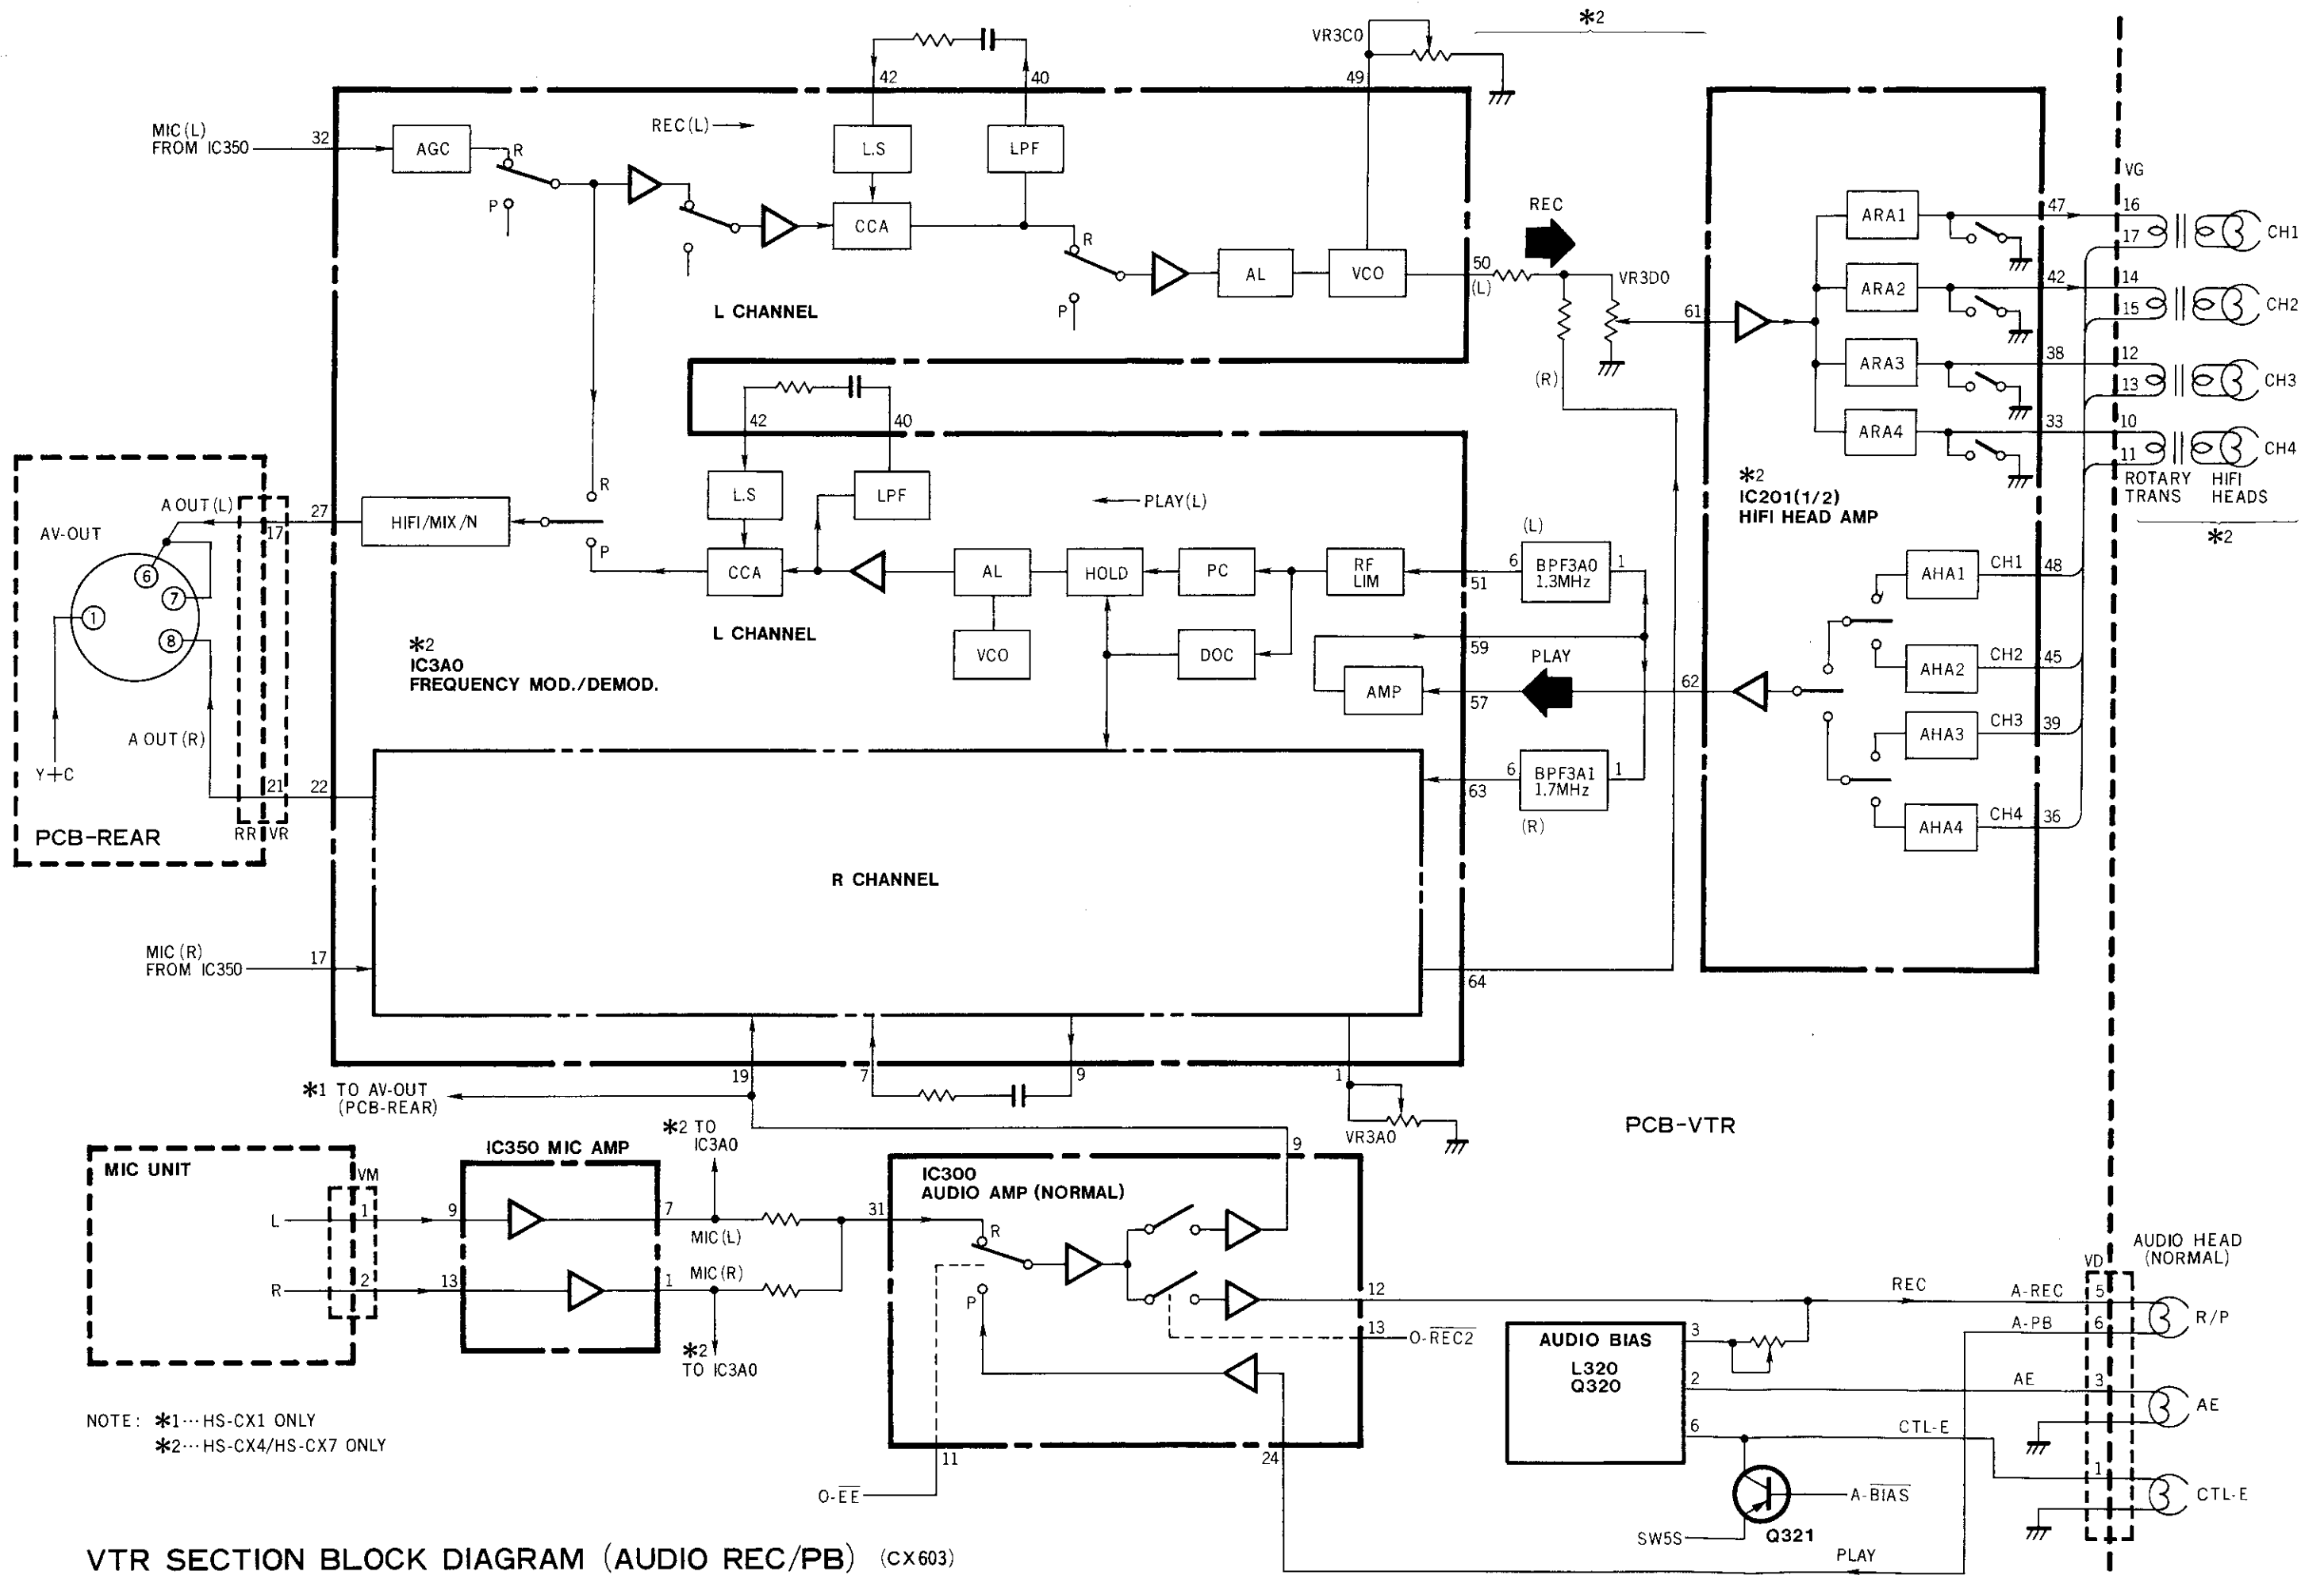 *2
VR3C0
42
40
49
MIC(L)
FROM IC350
32
AGC
R
P
REC(L)
L.S
LPF
CCA
R
P
AL
VCO
50
(L)
REC
VR3D0
(R)
61
L CHANNEL
ARA1
ARA2
ARA3
ARA4
47
42
38
33
VG
16
17
14
15
12
13
10
11
CH1
CH2
CH3
CH4
ROTARY
TRANS
HIFI
HEADS
*2
*2
IC201(1/2)
HIFI HEAD AMP
42
40
L.S
LPF
PLAY(L)
R
P
HIFI/MIX/N
27
CCA
AL
HOLD
PC
RF
LIM
VCO
DOC
AMP
L CHANNEL
*2
IC3A0
FREQUENCY MOD./DEMOD.
51
59
57
63
64
(L)
6
BPF3A0
1.3MHz
1
PLAY
62
6
BPF3A1
1.7MHz
1
(R)
AHA1
CH1
48
AHA2
CH2
45
AHA3
CH3
39
AHA4
CH4
36
A OUT(L)
AV-OUT
17
6
7
1
8
A OUT(R)
Y+C
21
22
PCB-REAR
RR
VR
R CHANNEL
MIC(R)
FROM IC350
17
19
7
9
1
VR3A0
*1 TO AV-OUT
(PCB-REAR)
PCB-VTR
MIC UNIT
VM
L
1
R
2
IC350 MIC AMP
9
13
7
1
*2 TO
IC3A0
MIC(L)
MIC(R)
*2
TO IC3A0
31
IC300
AUDIO AMP (NORMAL)
9
R
P
12
13
O-REC2
11
24
O-EE
AUDIO BIAS
L320
Q320
3
2
6
REC
A-REC
A-PB
AE
CTL-E
VD
5
6
3
1
AUDIO HEAD
(NORMAL)
R/P
AE
CTL-E
A-BIAS
SW5S
Q321
PLAY
NOTE: *1···HS-CX1 ONLY
*2···HS-CX4/HS-CX7 ONLY
VTR SECTION BLOCK DIAGRAM (AUDIO REC/PB) (CX603)